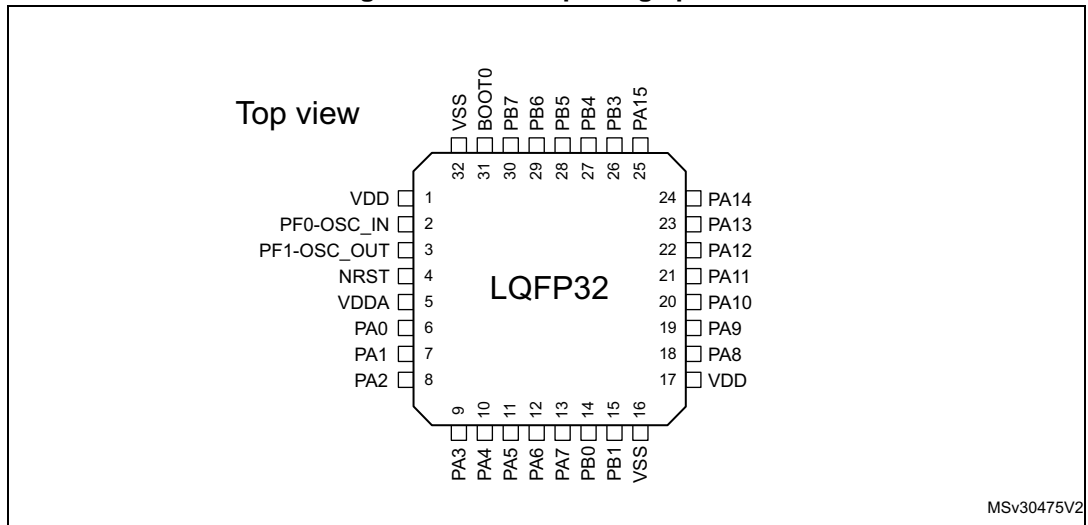 Top view
VSS
BOOT0
PB7
PB6
PB5
PB4
PB3
PA15
32
31
30
29
28
27
26
25
VDD 1
PF0-OSC_IN 2
PF1-OSC_OUT 3
NRST 4
VDDA 5
PA0 6
PA1 7
PA2 8
LQFP32
24 PA14
23 PA13
22 PA12
21 PA11
20 PA10
19 PA9
18 PA8
17 VDD
9
10
11
12
13
14
15
16
PA3
PA4
PA5
PA6
PA7
PB0
PB1
VSS
MSv30475V2